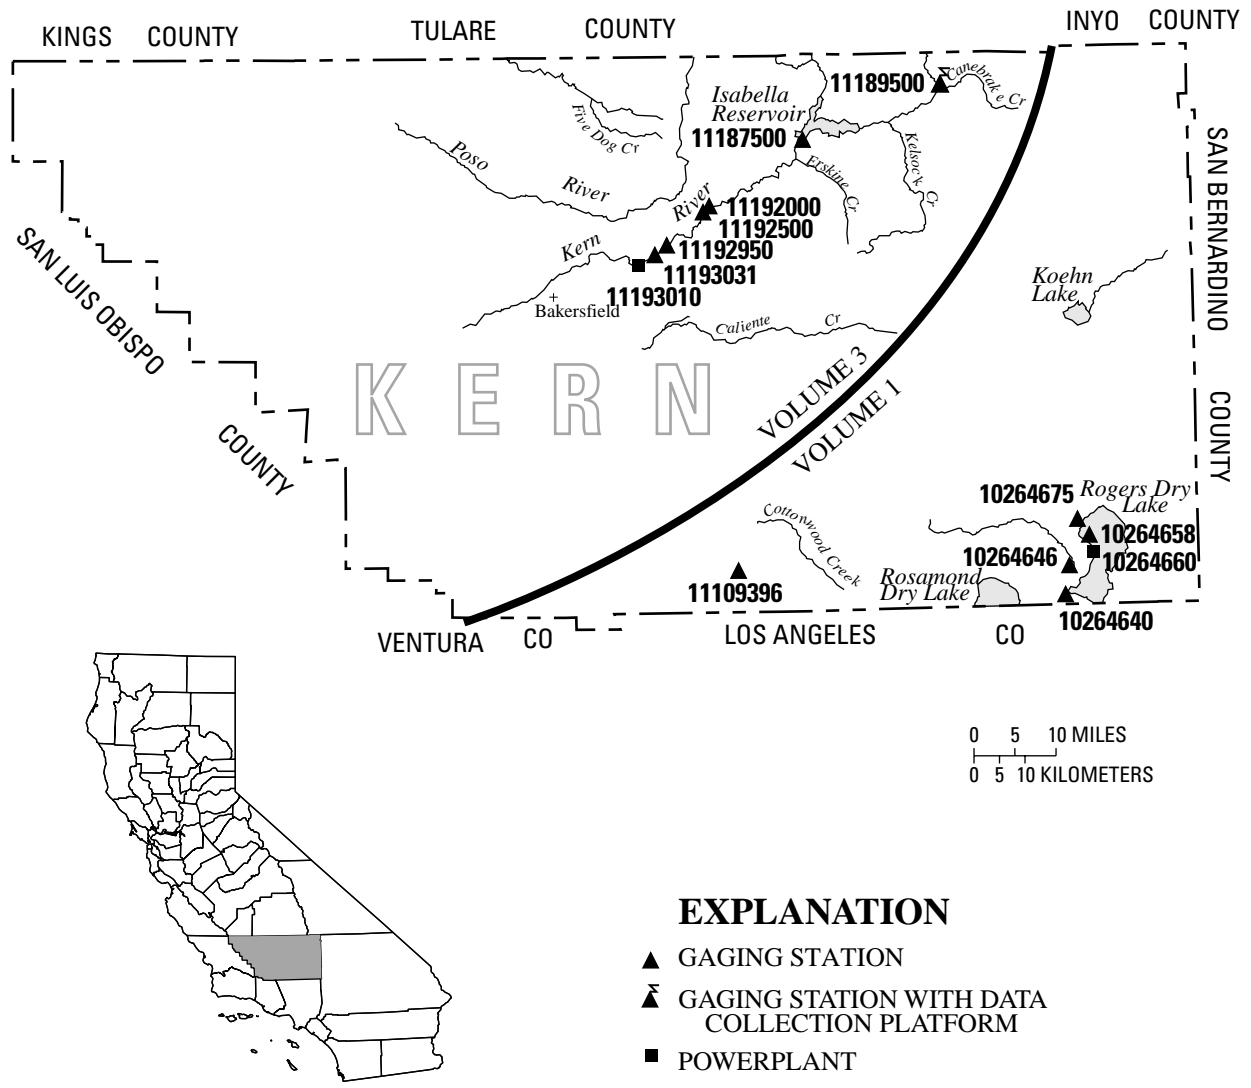 KINGS COUNTY
TULARE COUNTY
INYO COUNTY
11189500
Canebrake Cr
Isabella
Reservoir
11187500
Five Dog Cr
Poso River
Erskine Cr
Kelsock Cr
SAN BERNARDINO COUNTY
Kern River
11192000
11192500
11192950
11193031
11193010
Bakersfield
Koehn
Lake
SAN LUIS OBISPO COUNTY
Caliente Cr
KERN
VOLUME 3
VOLUME 1
10264675
Rogers Dry
Lake
Cottonwood Creek
10264658
10264646
10264660
11109396
Rosamond
Dry Lake
10264640
VENTURA CO
LOS ANGELES CO
0 5 10 MILES
0 5 10 KILOMETERS
EXPLANATION
GAGING STATION
GAGING STATION WITH DATA
COLLECTION PLATFORM
POWERPLANT